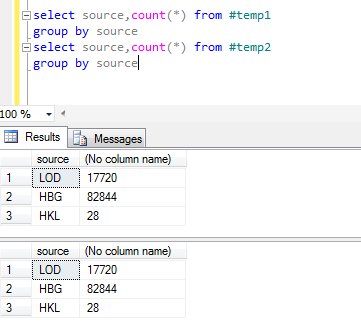 select source,count(*) from #temp1
group by source
select source,count(*) from #temp2
group by source
100 %
Results Messages
source (No column name)
1 LOD 17720
2 HBG 82844
3 HKL 28
source (No column name)
1 LOD 17720
2 HBG 82844
3 HKL 28